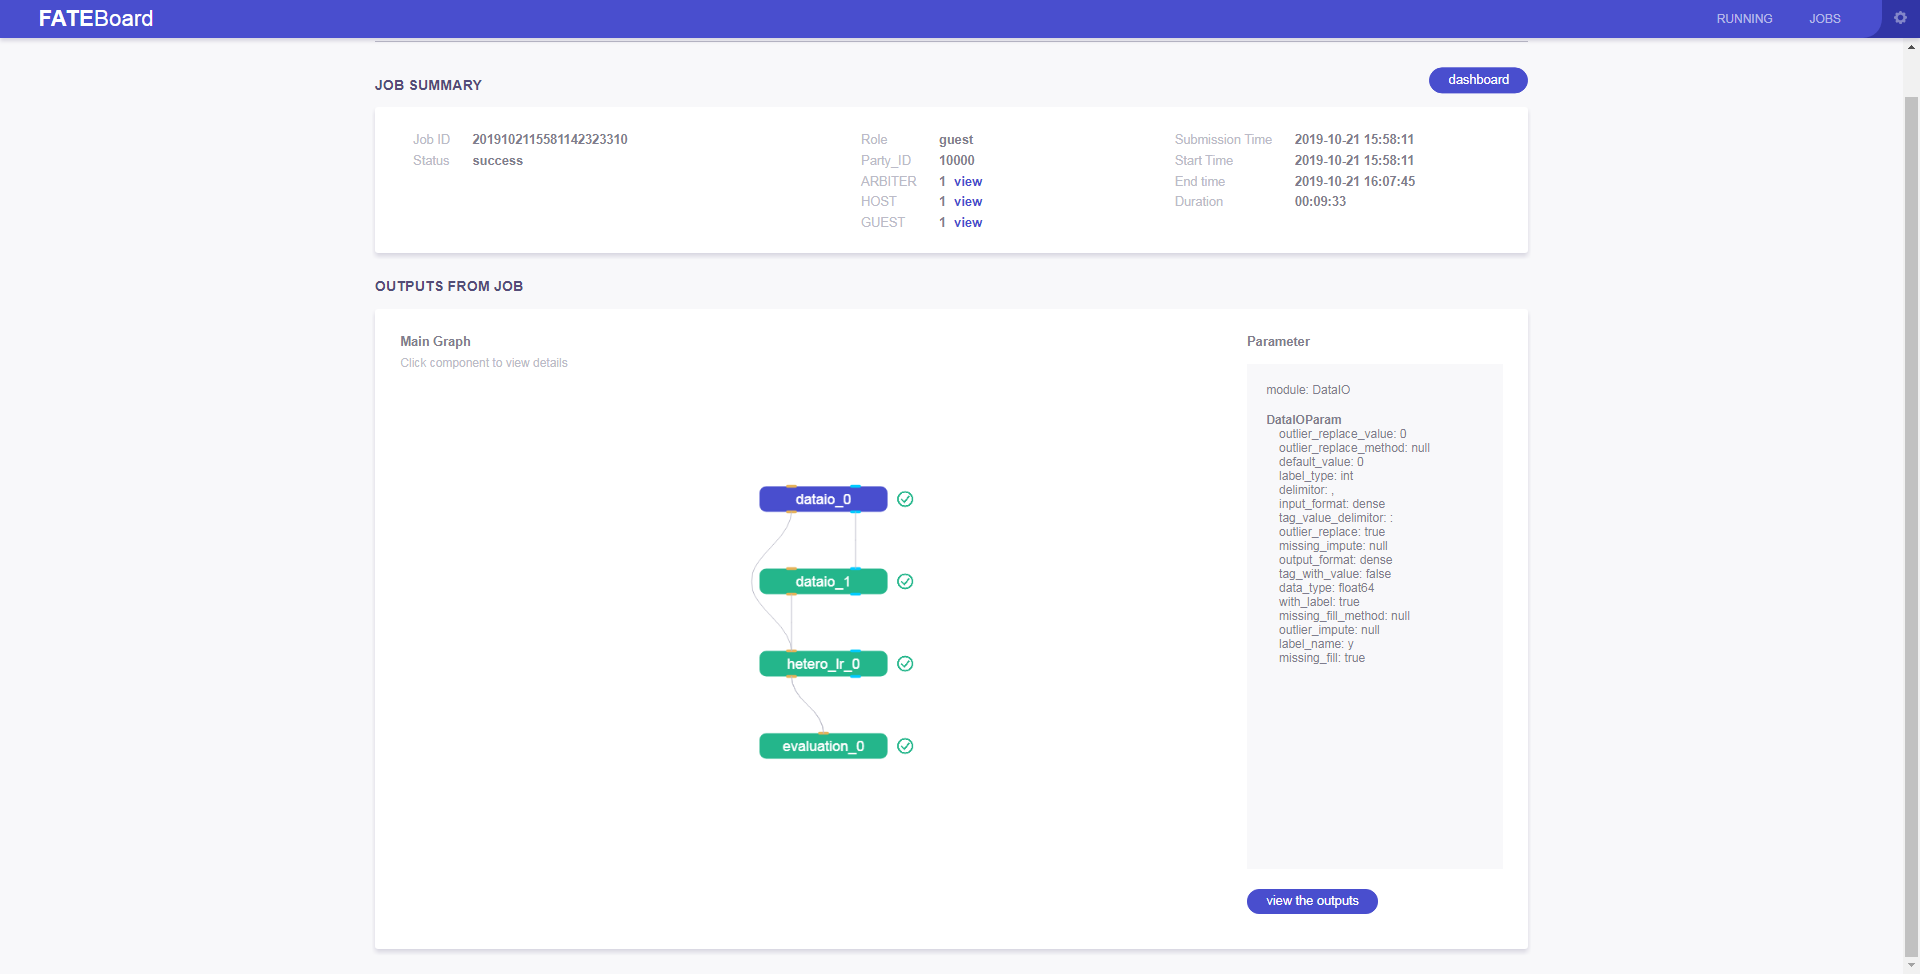 FATEBoard
RUNNING
JOBS
JOB SUMMARY
dashboard
Job ID 2019102115581142323310
Status success
Role guest
Party_ID 10000
ARBITER 1 view
HOST 1 view
GUEST 1 view
Submission Time 2019-10-21 15:58:11
Start Time 2019-10-21 15:58:11
End time 2019-10-21 16:07:45
Duration 00:09:33
OUTPUTS FROM JOB
Main Graph
Click component to view details
dataio_0
dataio_1
hetero_lr_0
evaluation_0
Parameter
module: DataIO
DataIOParam
outlier_replace_value: 0
outlier_replace_method: null
default_value: 0
label_type: int
delimitor: ,
input_format: dense
tag_value_delimitor: :
outlier_replace: true
missing_impute: null
output_format: dense
tag_with_value: false
data_type: float64
with_label: true
missing_fill_method: null
outlier_impute: null
label_name: y
missing_fill: true
view the outputs